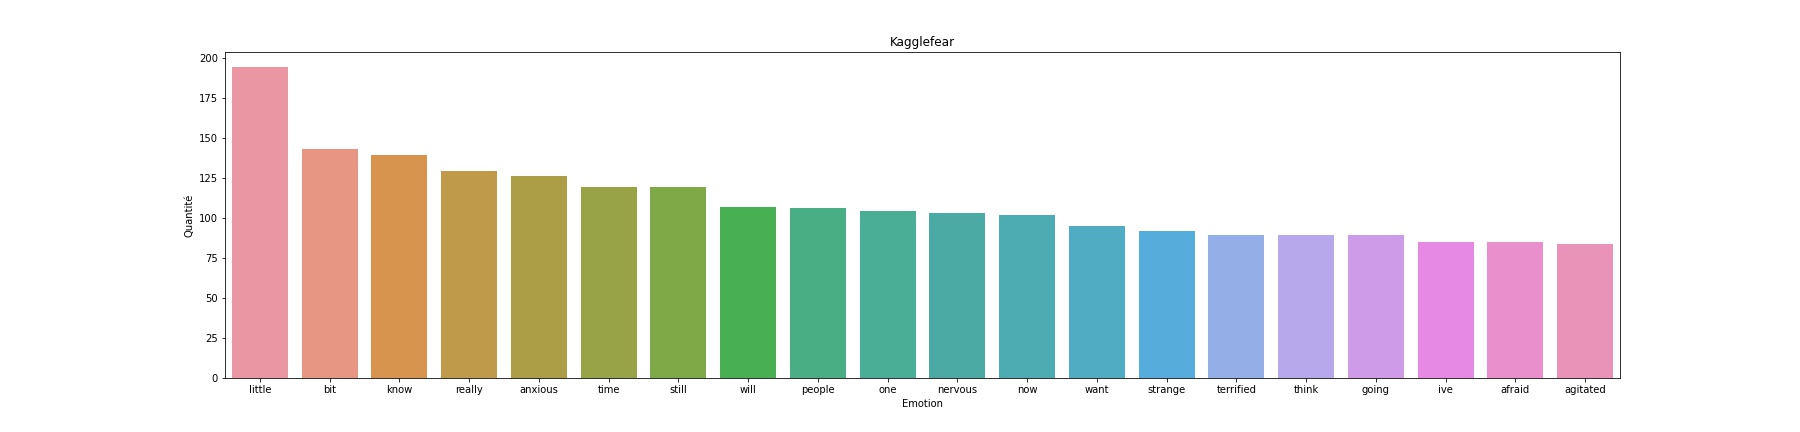 Kagglefear
200
175
150
125
100
75
50
25
0
Quantité
little bit know really anxious time still will people one nervous now want strange terrified think going ive afraid agitated
Emotion